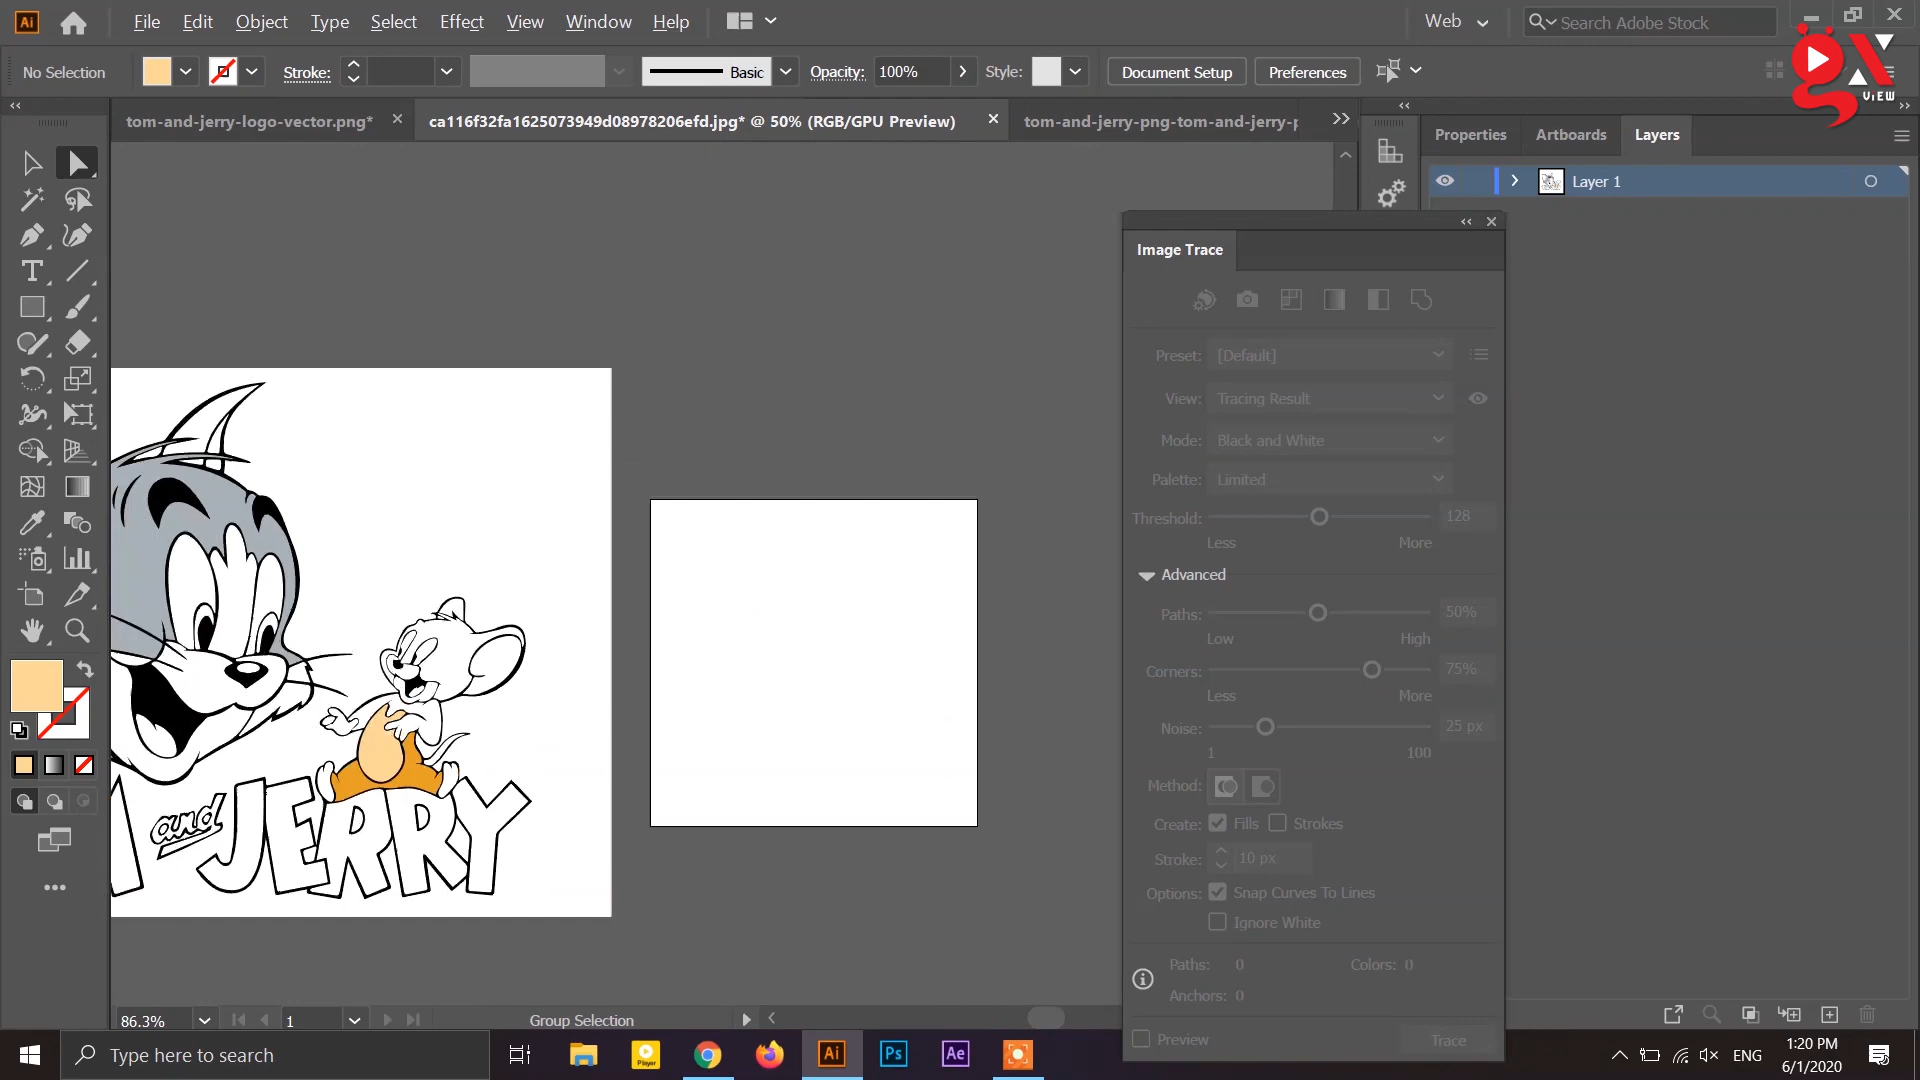 Ai File Edit Object Type Select Effect View Window Help Web Search Adobe Stock
No Selection Stroke: Basic Opacity: 100% Style: Document Setup Preferences
gx VIEW
tom-and-jerry-logo-vector.png* ca116f32fa1625073949d08978206efd.jpg* @ 50% (RGB/GPU Preview) tom-and-jerry-png-tom-and-jerry-p
Properties Artboards Layers
Layer 1
Image Trace
Preset: [Default]
View: Tracing Result
Mode: Black and White
Palette: Limited
Threshold: 128
Less More
Advanced
Paths: 50%
Low High
Corners: 75%
Less More
Noise: 25 px
1 100
Method:
Create: Fills Strokes
Stroke: 10 px
Options: Snap Curves To Lines
Ignore White
Paths: 0 Colors: 0
Anchors: 0
Preview Trace
and JERRY
86.3% 1 Group Selection
Type here to search Player Ai Ps Ae ENG 1:20 PM
6/1/2020